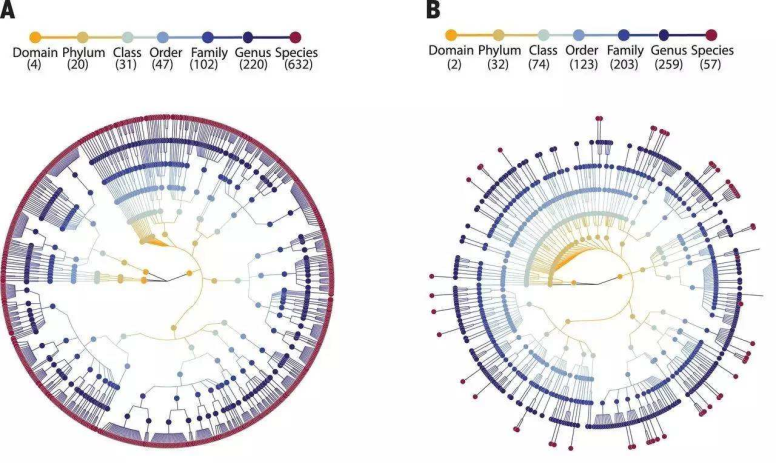 A
Domain Phylum Class Order Family Genus Species
(4) (20) (31) (47) (102) (220) (632)
B
Domain Phylum Class Order Family Genus Species
(2) (32) (74) (123) (203) (259) (57)